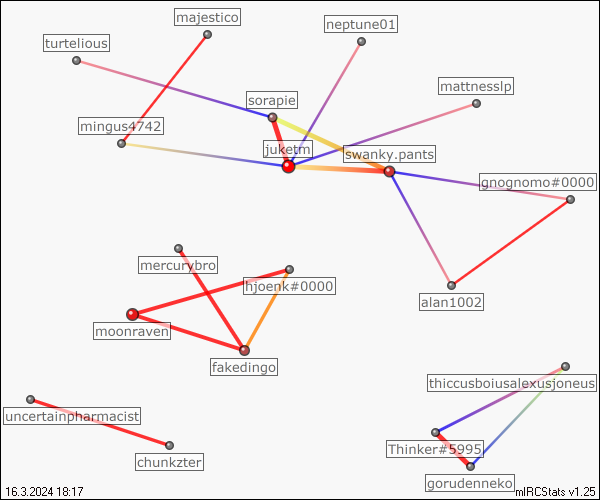 majestico
neptune01
turtelious
mattnesslp
sorapie
mingus4742
juketm
swanky.pants
gnognomo#0000
mercurybro
hjoenk#0000
alan1002
moonraven
fakedingo
thiccusboiusalexusjoneus
uncertainpharmacist
Thinker#5995
chunkzter
gorudenneko
16.3.2024 18:17
mIRCStats v1.25